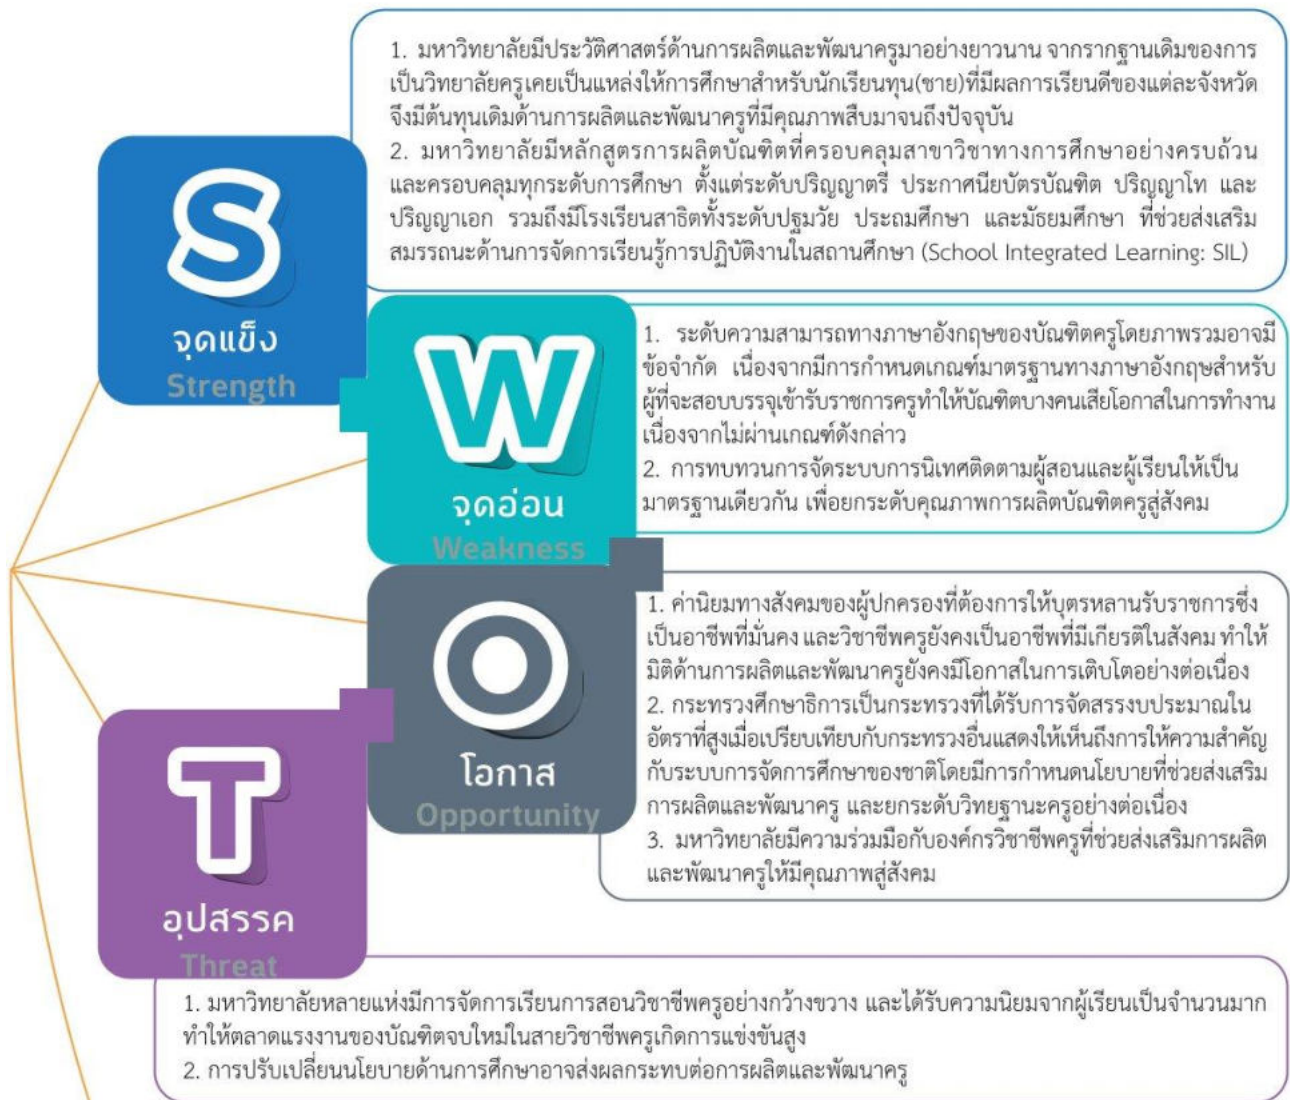 1. มหาวิทยาลัยมีประวัติศาสตร์ด้านการผลิตและพัฒนาครูมาอย่างยาวนาน จากรากฐานเดิมของการ
เป็นวิทยาลัยครูเคยเป็นแหล่งให้การศึกษาสำหรับนักเรียนทุน(ชาย)ที่มีผลการเรียนดีของแต่ละจังหวัด
จึงมีต้นทุนเดิมด้านการผลิตและพัฒนาครูที่มีคุณภาพสืบมาจนถึงปัจจุบัน
2. มหาวิทยาลัยมีหลักสูตรการผลิตบัณฑิตที่ครอบคลุมสาขาวิชาทางการศึกษาอย่างครบถ้วน
และครอบคลุมทุกระดับการศึกษา ตั้งแต่ระดับปริญญาตรี ประกาศนียบัตรบัณฑิต ปริญญาโท และ
ปริญญาเอก รวมถึงมีโรงเรียนสาธิตทั้งระดับปฐมวัย ประถมศึกษา และมัธยมศึกษา ที่ช่วยส่งเสริม
สมรรถนะด้านการจัดการเรียนรู้การปฏิบัติงานในสถานศึกษา (School Integrated Learning: SIL)
S
จุดแข็ง
Strength
1. ระดับความสามารถทางภาษาอังกฤษของบัณฑิตครูโดยภาพรวมอาจมี
ข้อจำกัด เนื่องจากมีการกำหนดเกณฑ์มาตรฐานทางภาษาอังกฤษสำหรับ
ผู้ที่จะสอบบรรจุเข้ารับราชการครูทำให้บัณฑิตบางคนเสียโอกาสในการทำงาน
เนื่องจากไม่ผ่านเกณฑ์ดังกล่าว
2. การทบทวนการจัดระบบการนิเทศติดตามผู้สอนและผู้เรียนให้เป็น
มาตรฐานเดียวกัน เพื่อยกระดับคุณภาพการผลิตบัณฑิตครูสู่สังคม
W
จุดอ่อน
Weakness
1. ค่านิยมทางสังคมของผู้ปกครองที่ต้องการให้บุตรหลานรับราชการซึ่ง
เป็นอาชีพที่มั่นคง และวิชาชีพครูยังคงเป็นอาชีพที่มีเกียรติในสังคม ทำให้
มิติด้านการผลิตและพัฒนาครูยังคงมีโอกาสในการเติบโตอย่างต่อเนื่อง
2. กระทรวงศึกษาธิการเป็นกระทรวงที่ได้รับการจัดสรรงบประมาณใน
อัตราที่สูงเมื่อเปรียบเทียบกับกระทรวงอื่นแสดงให้เห็นถึงการให้ความสำคัญ
กับระบบการจัดการศึกษาของชาติโดยมีการกำหนดนโยบายที่ช่วยส่งเสริม
การผลิตและพัฒนาครู และยกระดับวิทยฐานะครูอย่างต่อเนื่อง
3. มหาวิทยาลัยมีความร่วมมือกับองค์กรวิชาชีพครูที่ช่วยส่งเสริมการผลิต
และพัฒนาครูให้มีคุณภาพสู่สังคม
O
โอกาส
Opportunity
T
อุปสรรค
Threat
1. มหาวิทยาลัยหลายแห่งมีการจัดการเรียนการสอนวิชาชีพครูอย่างกว้างขวาง และได้รับความนิยมจากผู้เรียนเป็นจำนวนมาก
ทำให้ตลาดแรงงานของบัณฑิตจบใหม่ในสายวิชาชีพครูเกิดการแข่งขันสูง
2. การปรับเปลี่ยนนโยบายด้านการศึกษาอาจส่งผลกระทบต่อการผลิตและพัฒนาครู